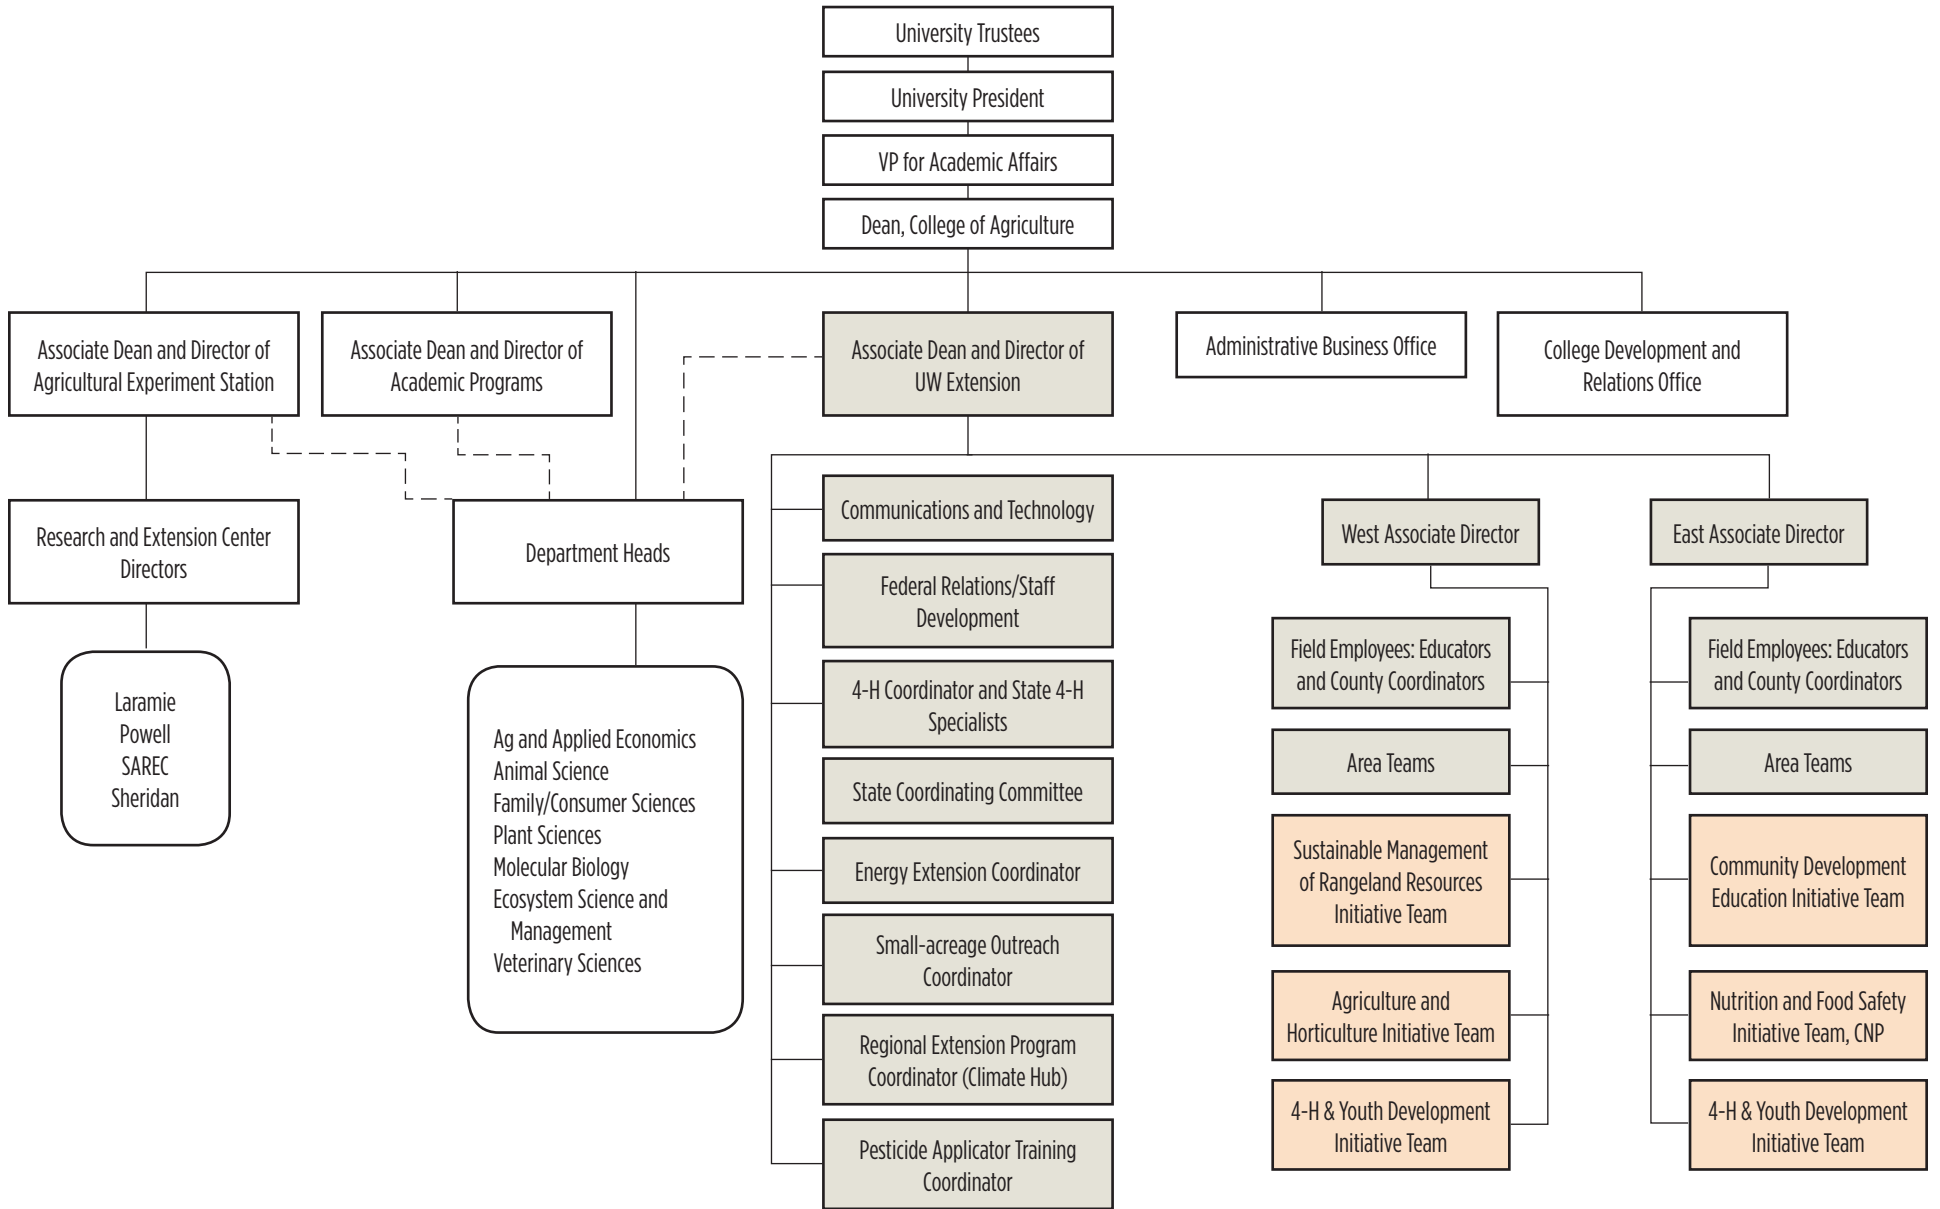 University Trustees
University President
VP for Academic Affairs
Dean, College of Agriculture
Associate Dean and Director of
Agricultural Experiment Station
Associate Dean and Director of
Academic Programs
Associate Dean and Director of
UW Extension
Administrative Business Office
College Development and
Relations Office
Research and Extension Center
Directors
Laramie
Powell
SAREC
Sheridan
Department Heads
Ag and Applied Economics
Animal Science
Family/Consumer Sciences
Plant Sciences
Molecular Biology
Ecosystem Science and
Management
Veterinary Sciences
Communications and Technology
Federal Relations/Staff
Development
4-H Coordinator and State 4-H
Specialists
State Coordinating Committee
Energy Extension Coordinator
Small-acreage Outreach
Coordinator
Regional Extension Program
Coordinator (Climate Hub)
Pesticide Applicator Training
Coordinator
West Associate Director
Field Employees: Educators
and County Coordinators
Area Teams
Sustainable Management
of Rangeland Resources
Initiative Team
Agriculture and
Horticulture Initiative Team
4-H & Youth Development
Initiative Team
East Associate Director
Field Employees: Educators
and County Coordinators
Area Teams
Community Development
Education Initiative Team
Nutrition and Food Safety
Initiative Team, CNP
4-H & Youth Development
Initiative Team